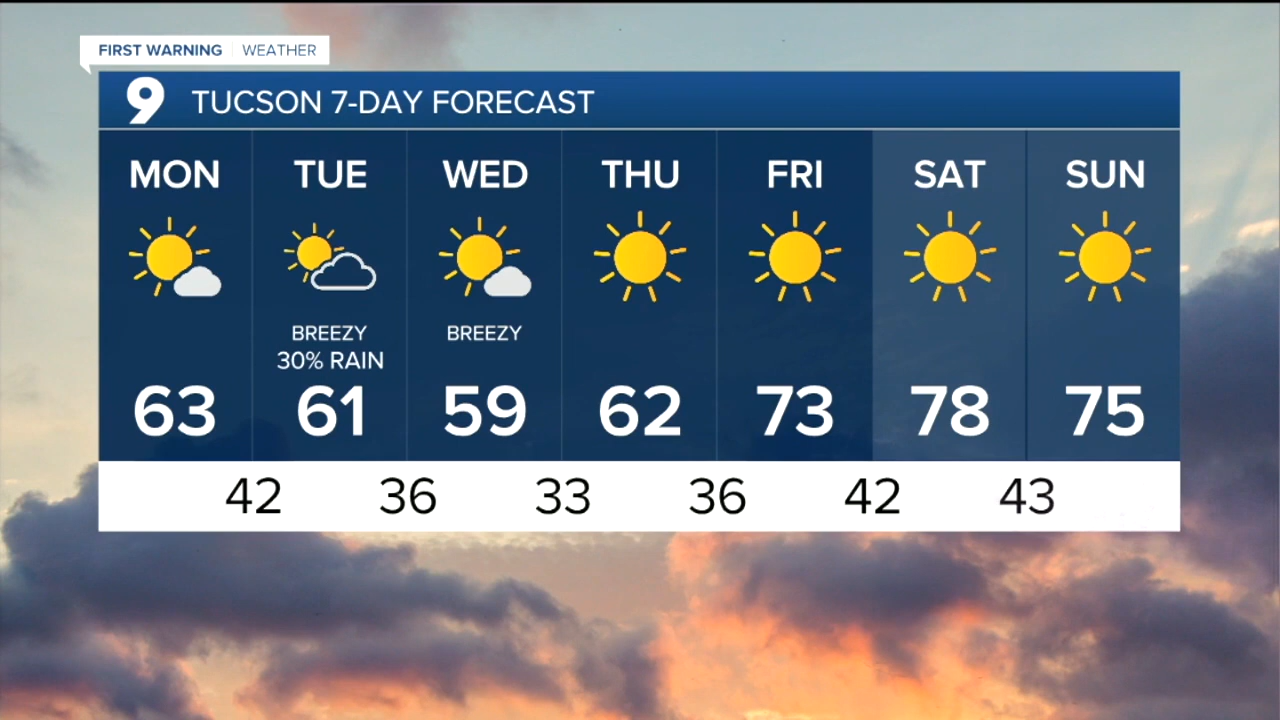 FIRST WARNING WEATHER
9 TUCSON 7-DAY FORECAST
MON TUE WED THU FRI SAT SUN
BREEZY BREEZY
30% RAIN
63 61 59 62 73 78 75
42 36 33 36 42 43